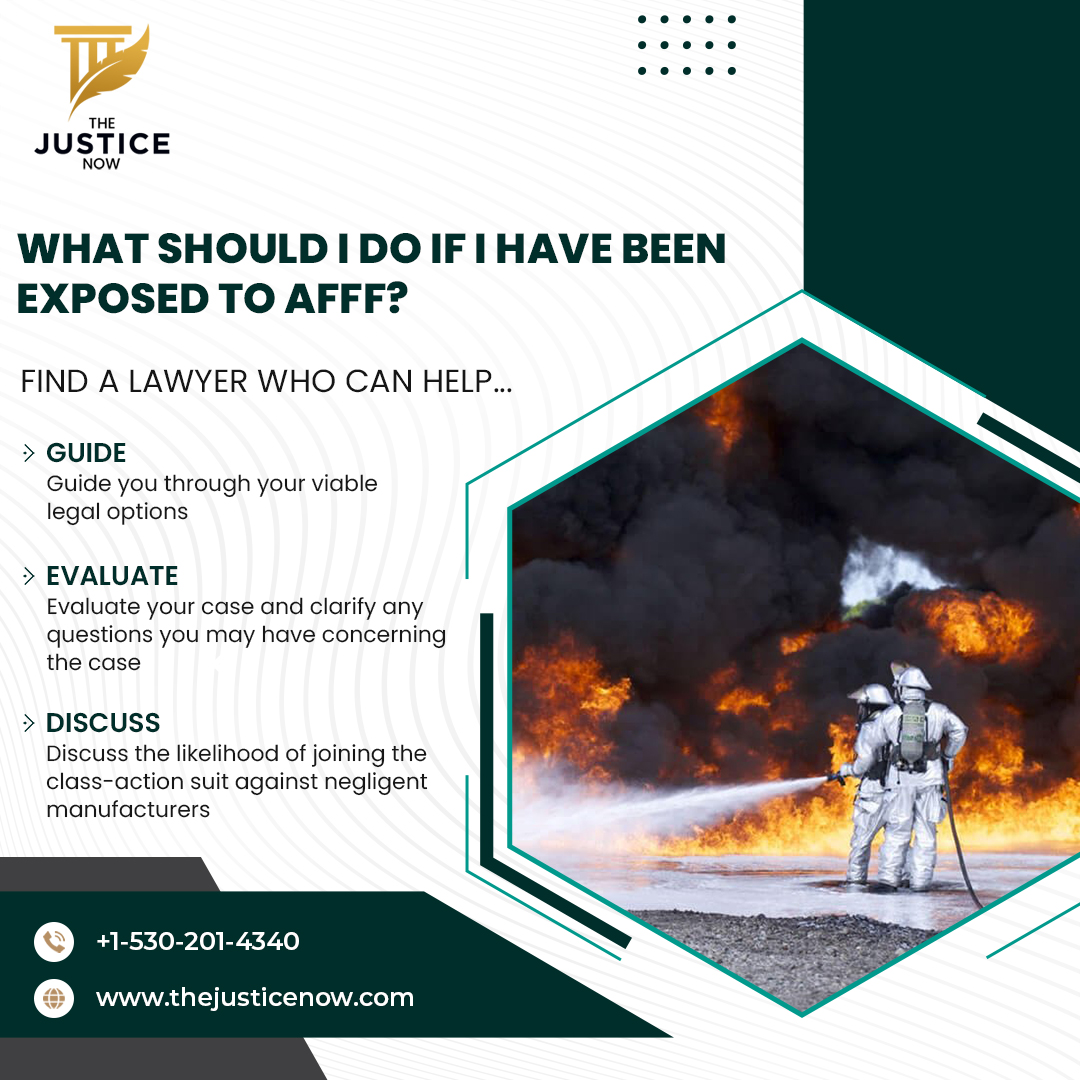 THE
JUSTICE
NOW
WHAT SHOULD I DO IF I HAVE BEEN
EXPOSED TO AFFF?
FIND A LAWYER WHO CAN HELP...
GUIDE
Guide you through your viable
legal options
EVALUATE
Evaluate your case and clarify any
questions you may have concerning
the case
DISCUSS
Discuss the likelihood of joining the
class-action suit against negligent
manufacturers
+1-530-201-4340
www.thejusticenow.com